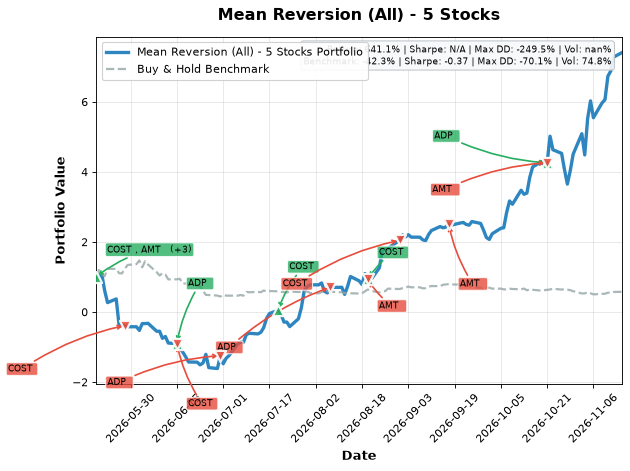 Mean Reversion (All) - 5 Stocks
Mean Reversion (All) - 5 Stocks Portfolio
Buy & Hold Benchmark
641.1% | Sharpe: N/A | Max DD: -249.5% | Vol: nan%
42.3% | Sharpe: -0.37 | Max DD: -70.1% | Vol: 74.8%
Portfolio Value
6
4
2
0
−2
ADP
AMT
COST , AMT (+3)
COST
COST
ADP
COST
AMT
AMT
ADP
COST
ADP
COST
2026-05-30
2026-07-01
2026-07-17
2026-08-02
2026-08-18
2026-09-03
2026-09-19
2026-10-05
2026-10-21
2026-11-06
Date